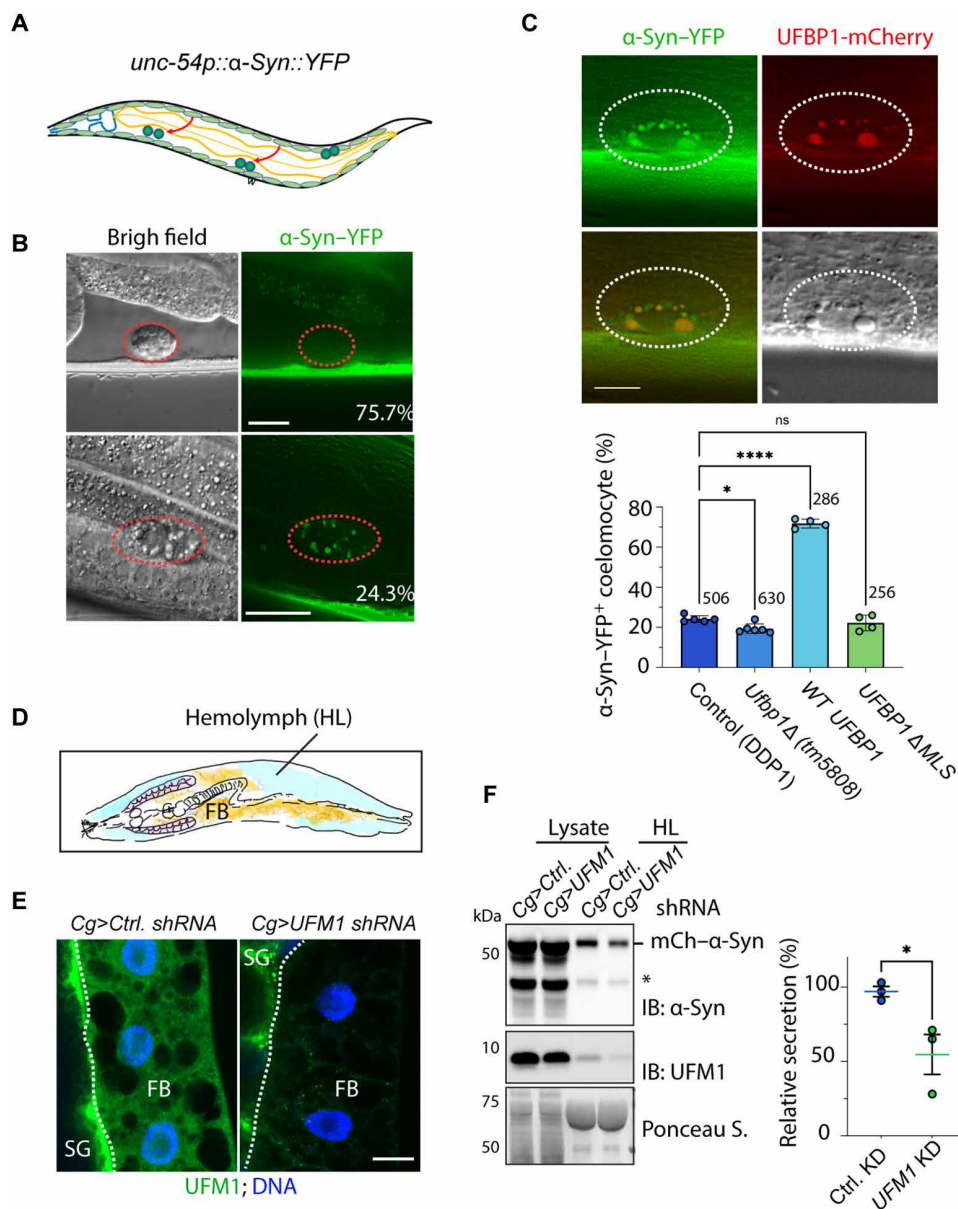 A
unc-54p::α-Syn::YFP
B
Brigh field
α-Syn–YFP
75.7%
24.3%
C
α-Syn–YFP
UFBP1-mCherry
ns
****
*
α-Syn–YFP+ coelomocyte (%)
80
60
40
20
0
506
630
286
256
Control (DDP1)
Ufbp1Δ (tm5808)
WT UFBP1
UFBP1 ΔMLS
D
Hemolymph (HL)
FB
E
Cg>Ctrl. shRNA
Cg>UFM1 shRNA
SG
FB
SG
FB
UFM1; DNA
F
Lysate
HL
Cg>Ctrl.
Cg>UFM1
Cg>Ctrl.
Cg>UFM1
shRNA
kDa
50
mCh–α-Syn
*
IB: α-Syn
10
IB: UFM1
75
50
Ponceau S.
Relative secretion (%)
100
50
0
*
Ctrl. KD
UFM1 KD